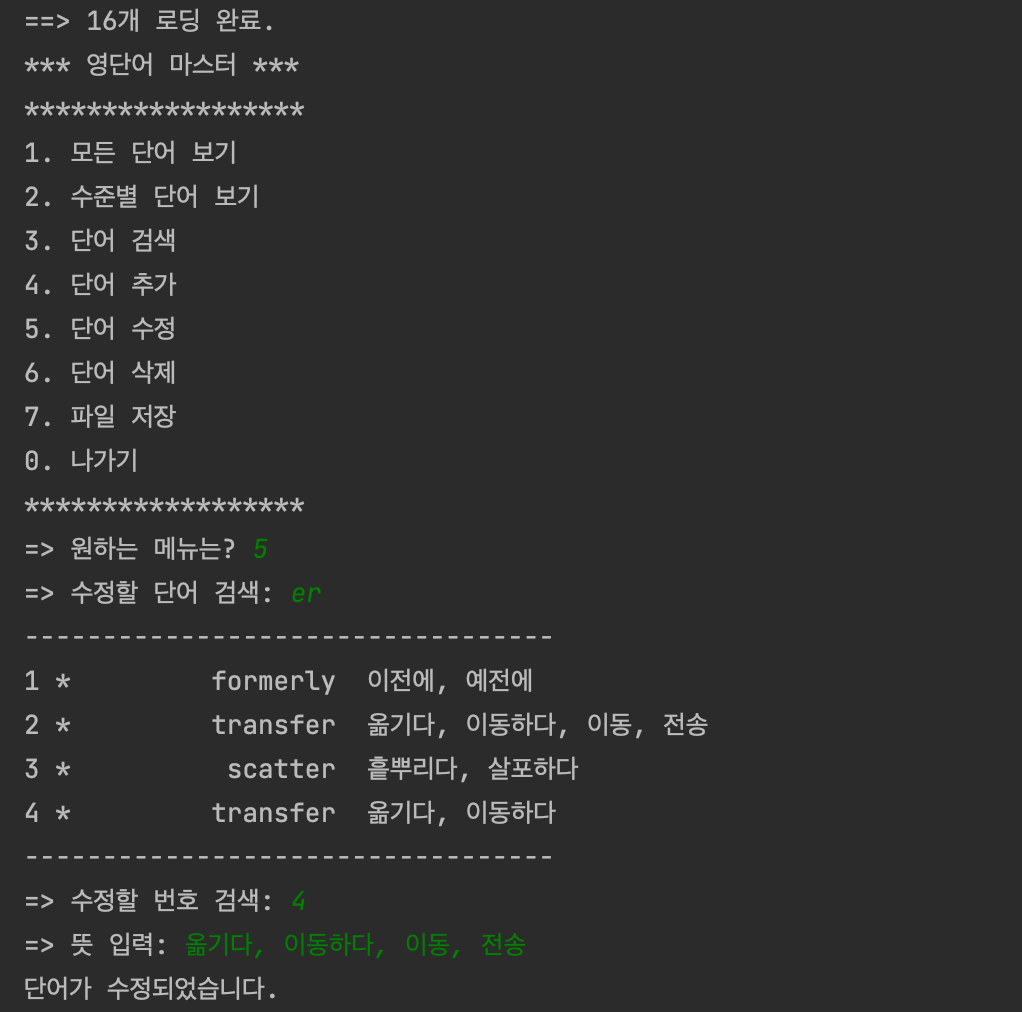 ==> 16개 로딩 완료.
*** 영단어 마스터 ***
******************
1. 모든 단어 보기
2. 수준별 단어 보기
3. 단어 검색
4. 단어 추가
5. 단어 수정
6. 단어 삭제
7. 파일 저장
0. 나가기
******************
=> 원하는 메뉴는? 5
=> 수정할 단어 검색: er
----------------------------------
1 *         formerly  이전에, 예전에
2 *         transfer  옮기다, 이동하다, 이동, 전송
3 *          scatter  흩뿌리다, 살포하다
4 *         transfer  옮기다, 이동하다
----------------------------------
=> 수정할 번호 검색: 4
=> 뜻 입력: 옮기다, 이동하다, 이동, 전송
단어가 수정되었습니다.